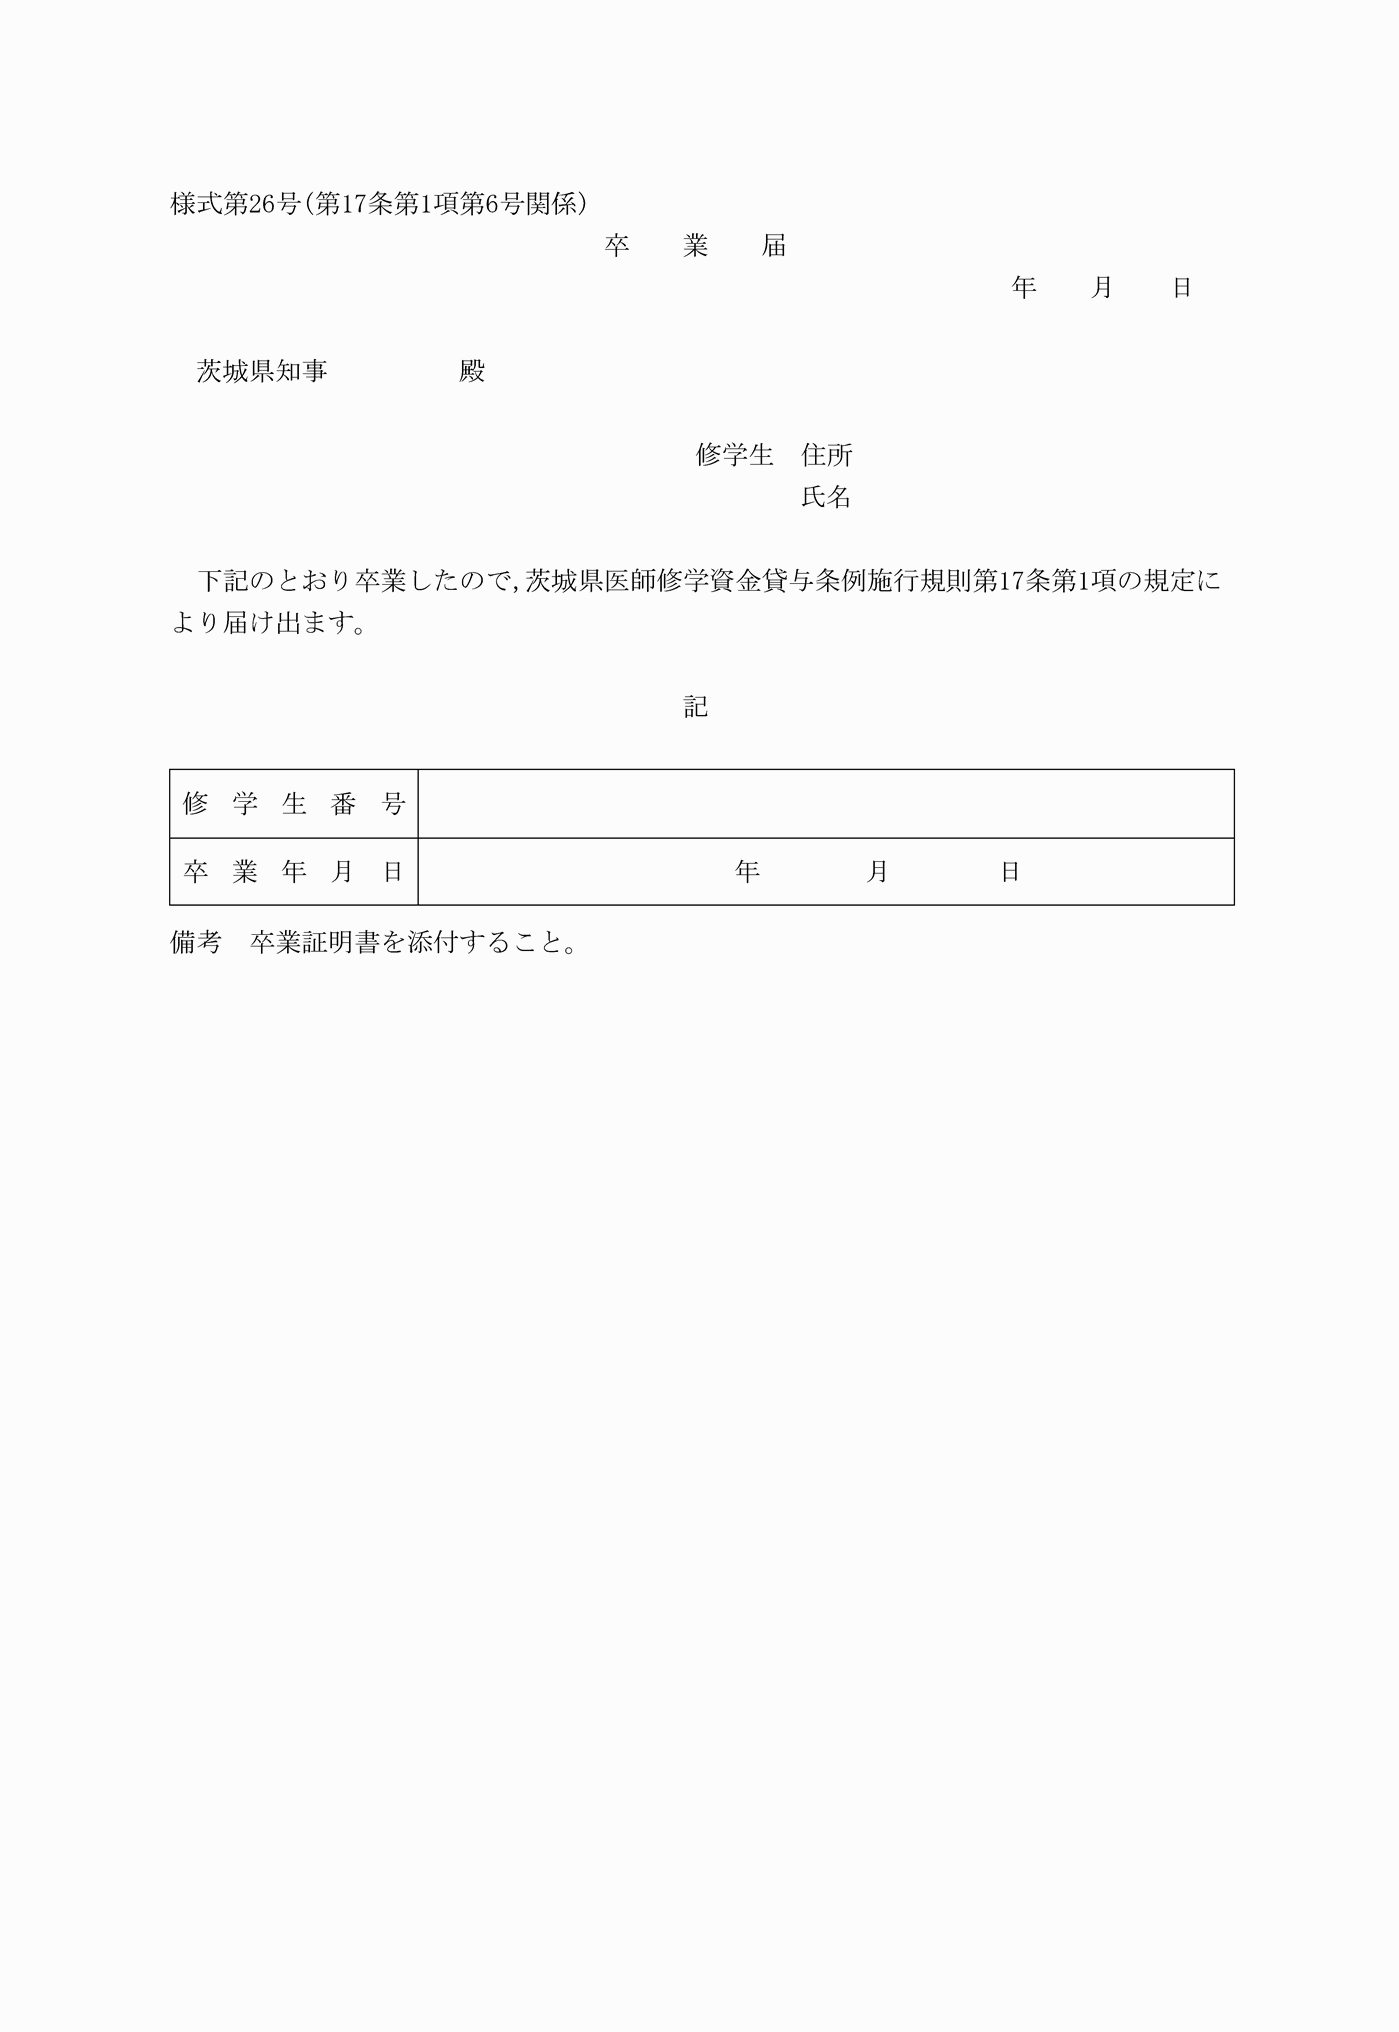 様式第26号(第17条第1項第6号関係)
卒　業　届
年　　月　　日
茨城県知事　　　　　殿
修学生　住所
氏名
下記のとおり卒業したので,茨城県医師修学資金貸与条例施行規則第17条第1項の規定に
より届け出ます。
記
修学生番号
卒業年月日　　年　　月　　日
備考　卒業証明書を添付すること。